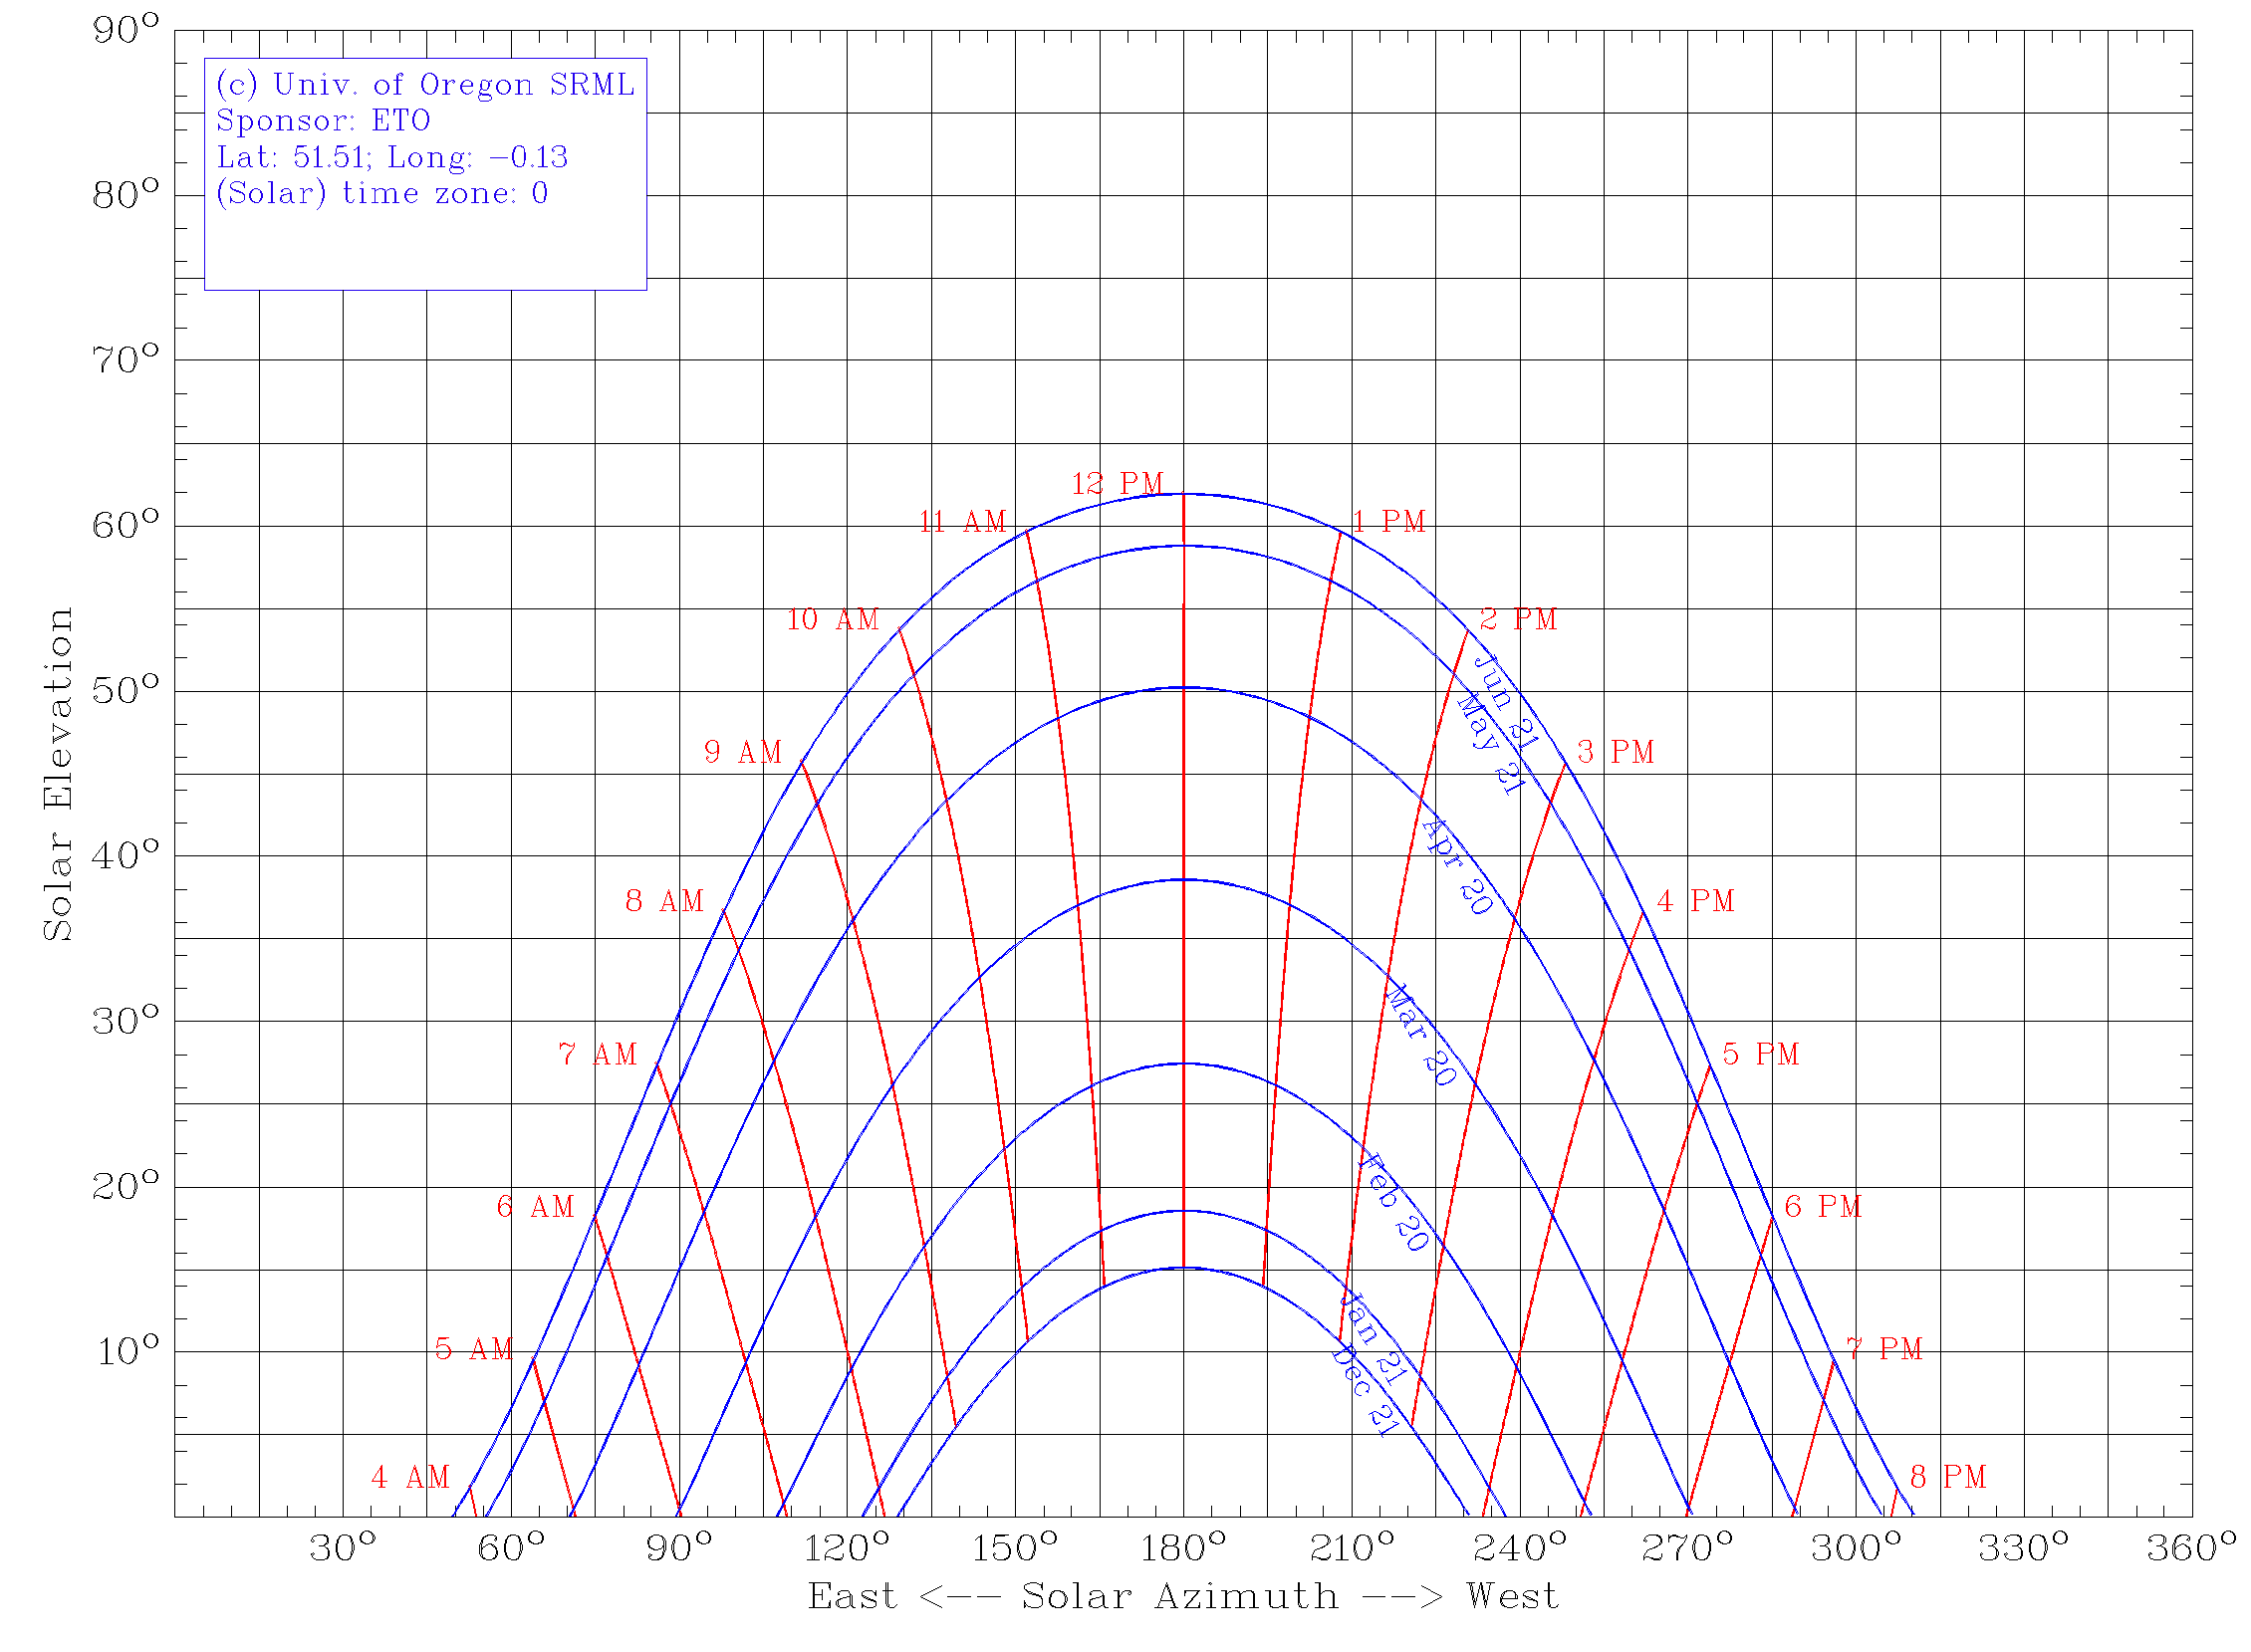 90°
(c) Univ. of Oregon SRML
Sponsor: ETO
Lat: 51.51; Long: −0.13
(Solar) time zone: 0
80°
70°
60°
50°
40°
30°
20°
10°
Solar Elevation
12 PM
11 AM
1 PM
10 AM
2 PM
9 AM
3 PM
8 AM
4 PM
7 AM
5 PM
6 AM
6 PM
5 AM
7 PM
4 AM
8 PM
Jun 21
May 21
Apr 20
Mar 20
Feb 20
Jan 21
Dec 21
30° 60° 90° 120° 150° 180° 210° 240° 270° 300° 330° 360°
East <−− Solar Azimuth −−> West